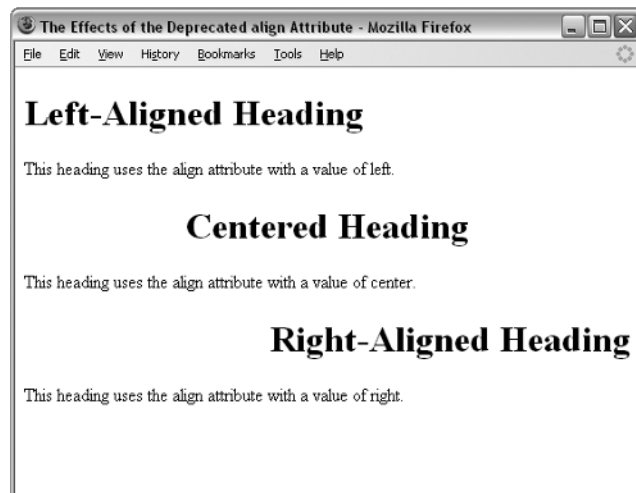 The Effects of the Deprecated align Attribute - Mozilla Firefox
File Edit View History Bookmarks Tools Help
Left-Aligned Heading
This heading uses the align attribute with a value of left.
Centered Heading
This heading uses the align attribute with a value of center.
Right-Aligned Heading
This heading uses the align attribute with a value of right.